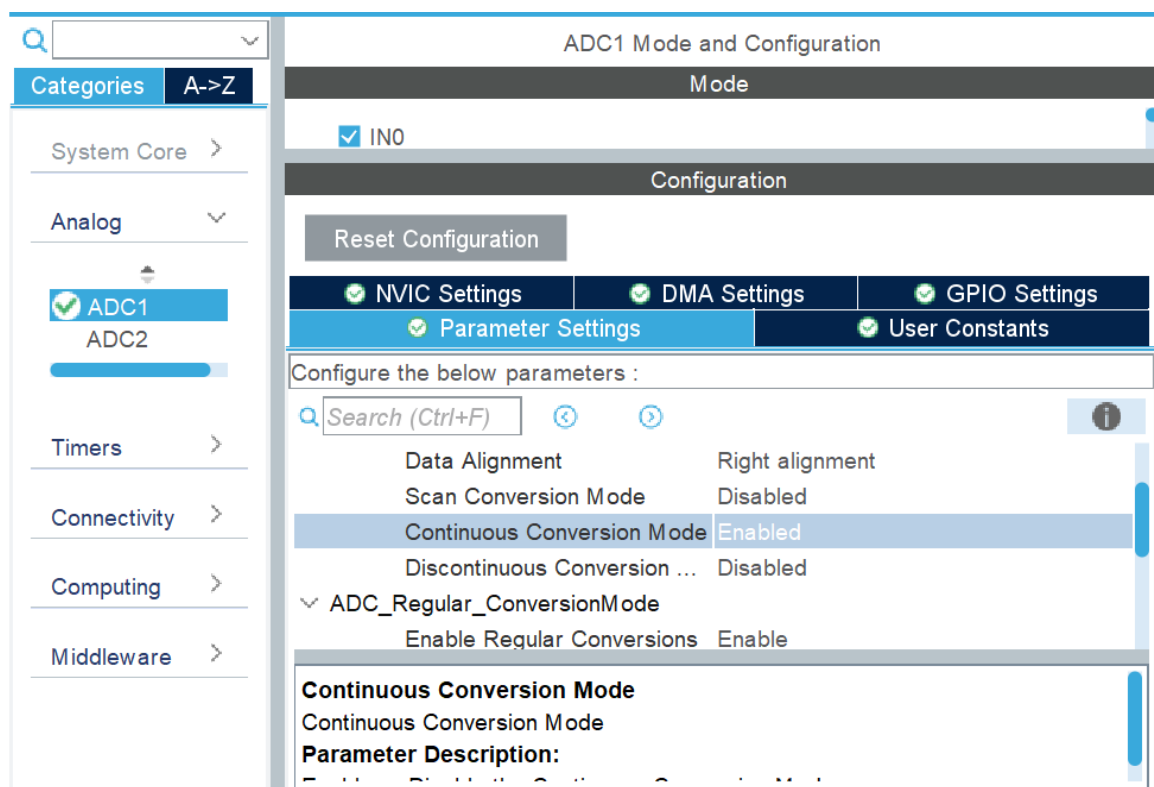 ADC1 Mode and Configuration
Categories
A->Z
Mode
System Core
IN0
Configuration
Analog
Reset Configuration
ADC1
ADC2
NVIC Settings
DMA Settings
GPIO Settings
Parameter Settings
User Constants
Configure the below parameters :
Search (Ctrl+F)
Timers
Connectivity
Computing
Middleware
Data Alignment Right alignment
Scan Conversion Mode Disabled
Continuous Conversion Mode Enabled
Discontinuous Conversion ... Disabled
ADC_Regular_ConversionMode
Enable Regular Conversions Enable
Continuous Conversion Mode
Continuous Conversion Mode
Parameter Description: